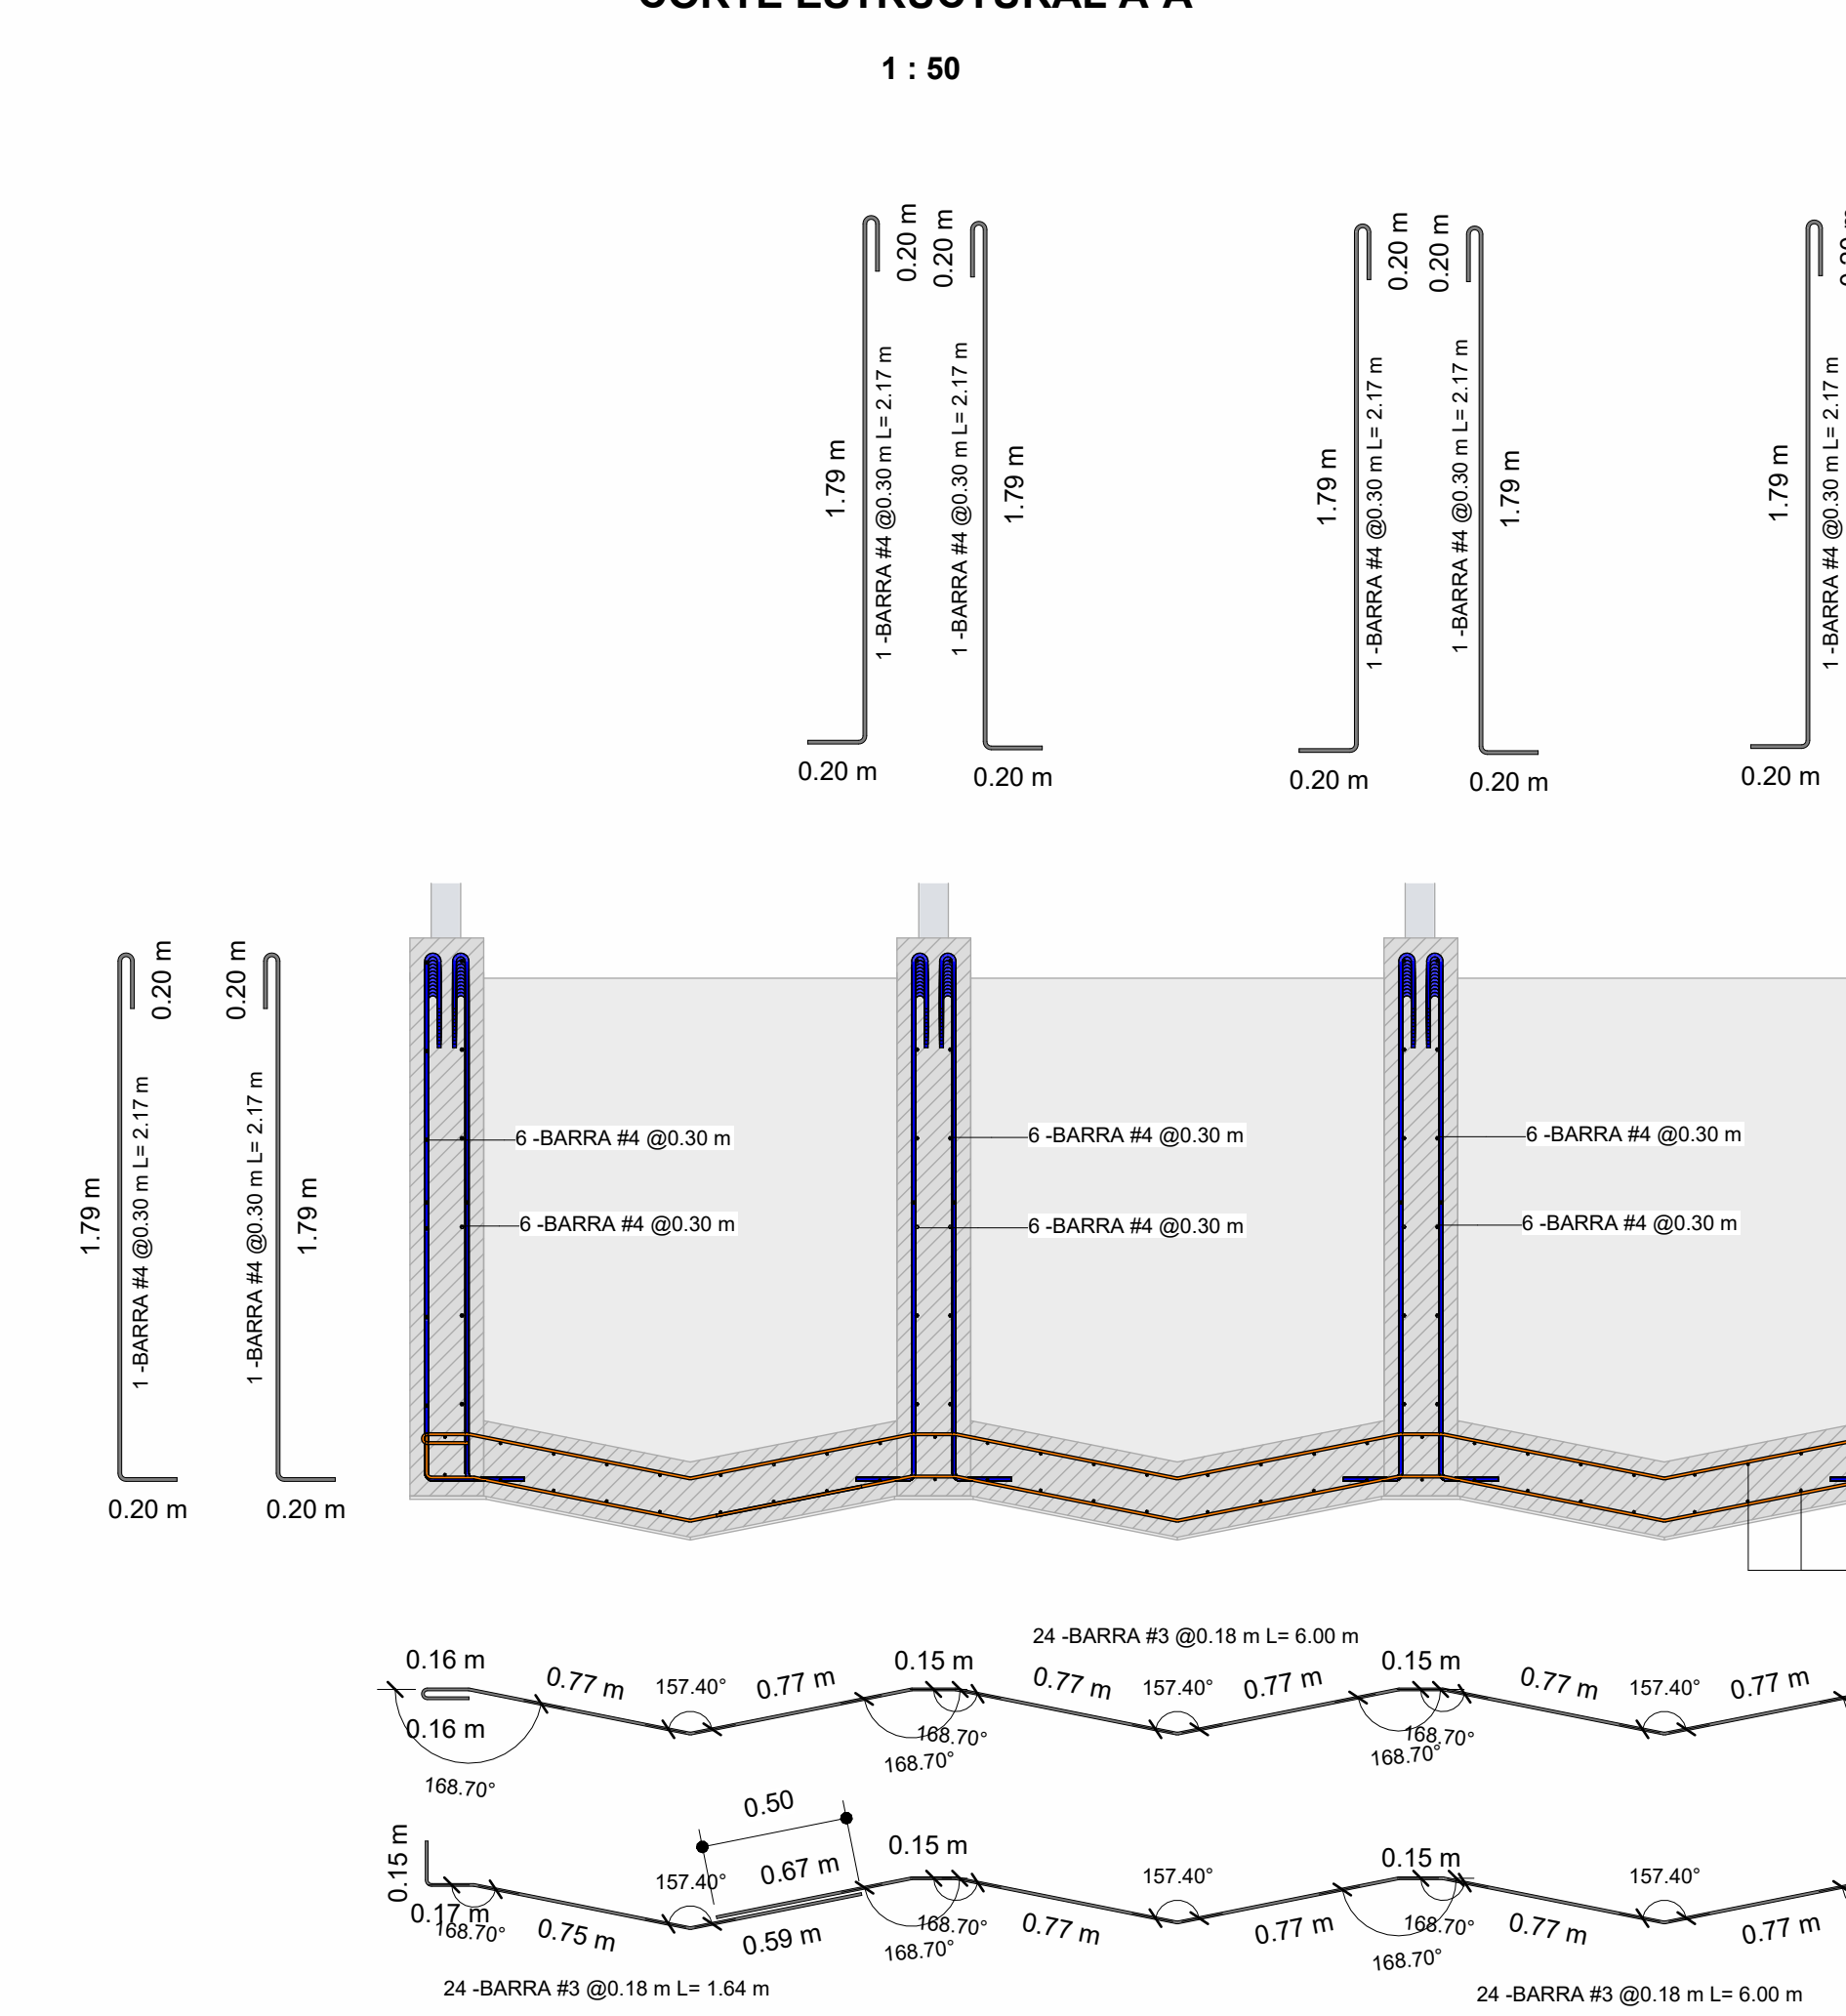 CORTE ESTRUCTURAL A-A
1 : 50
0.20 m
0.20 m
0.20 m
0.20 m
1.79 m
1 -BARRA #4 @0.30 m L= 2.17 m
1 -BARRA #4 @0.30 m L= 2.17 m
1.79 m
1.79 m
1 -BARRA #4 @0.30 m L= 2.17 m
1 -BARRA #4 @0.30 m L= 2.17 m
1.79 m
1.79 m
1 -BARRA #4 @0.30 m L= 2.17 m
0.20 m
0.20 m
0.20 m
0.20 m
0.20 m
0.20 m
0.20 m
1.79 m
1 -BARRA #4 @0.30 m L= 2.17 m
1 -BARRA #4 @0.30 m L= 2.17 m
1.79 m
0.20 m
0.20 m
6 -BARRA #4 @0.30 m
6 -BARRA #4 @0.30 m
6 -BARRA #4 @0.30 m
6 -BARRA #4 @0.30 m
6 -BARRA #4 @0.30 m
6 -BARRA #4 @0.30 m
24 -BARRA #3 @0.18 m L= 6.00 m
0.16 m
0.77 m
157.40°
0.77 m
0.15 m
0.77 m
157.40°
0.77 m
0.15 m
0.77 m
157.40°
0.77 m
0.16 m
168.70°
168.70°
168.70°
168.70°
168.70°
0.50
0.15 m
0.67 m
157.40°
0.15 m
157.40°
0.15 m
157.40°
0.17 m
168.70°
0.75 m
0.59 m
168.70°
168.70°
0.77 m
0.77 m
168.70°
168.70°
0.77 m
0.77 m
24 -BARRA #3 @0.18 m L= 1.64 m
24 -BARRA #3 @0.18 m L= 6.00 m